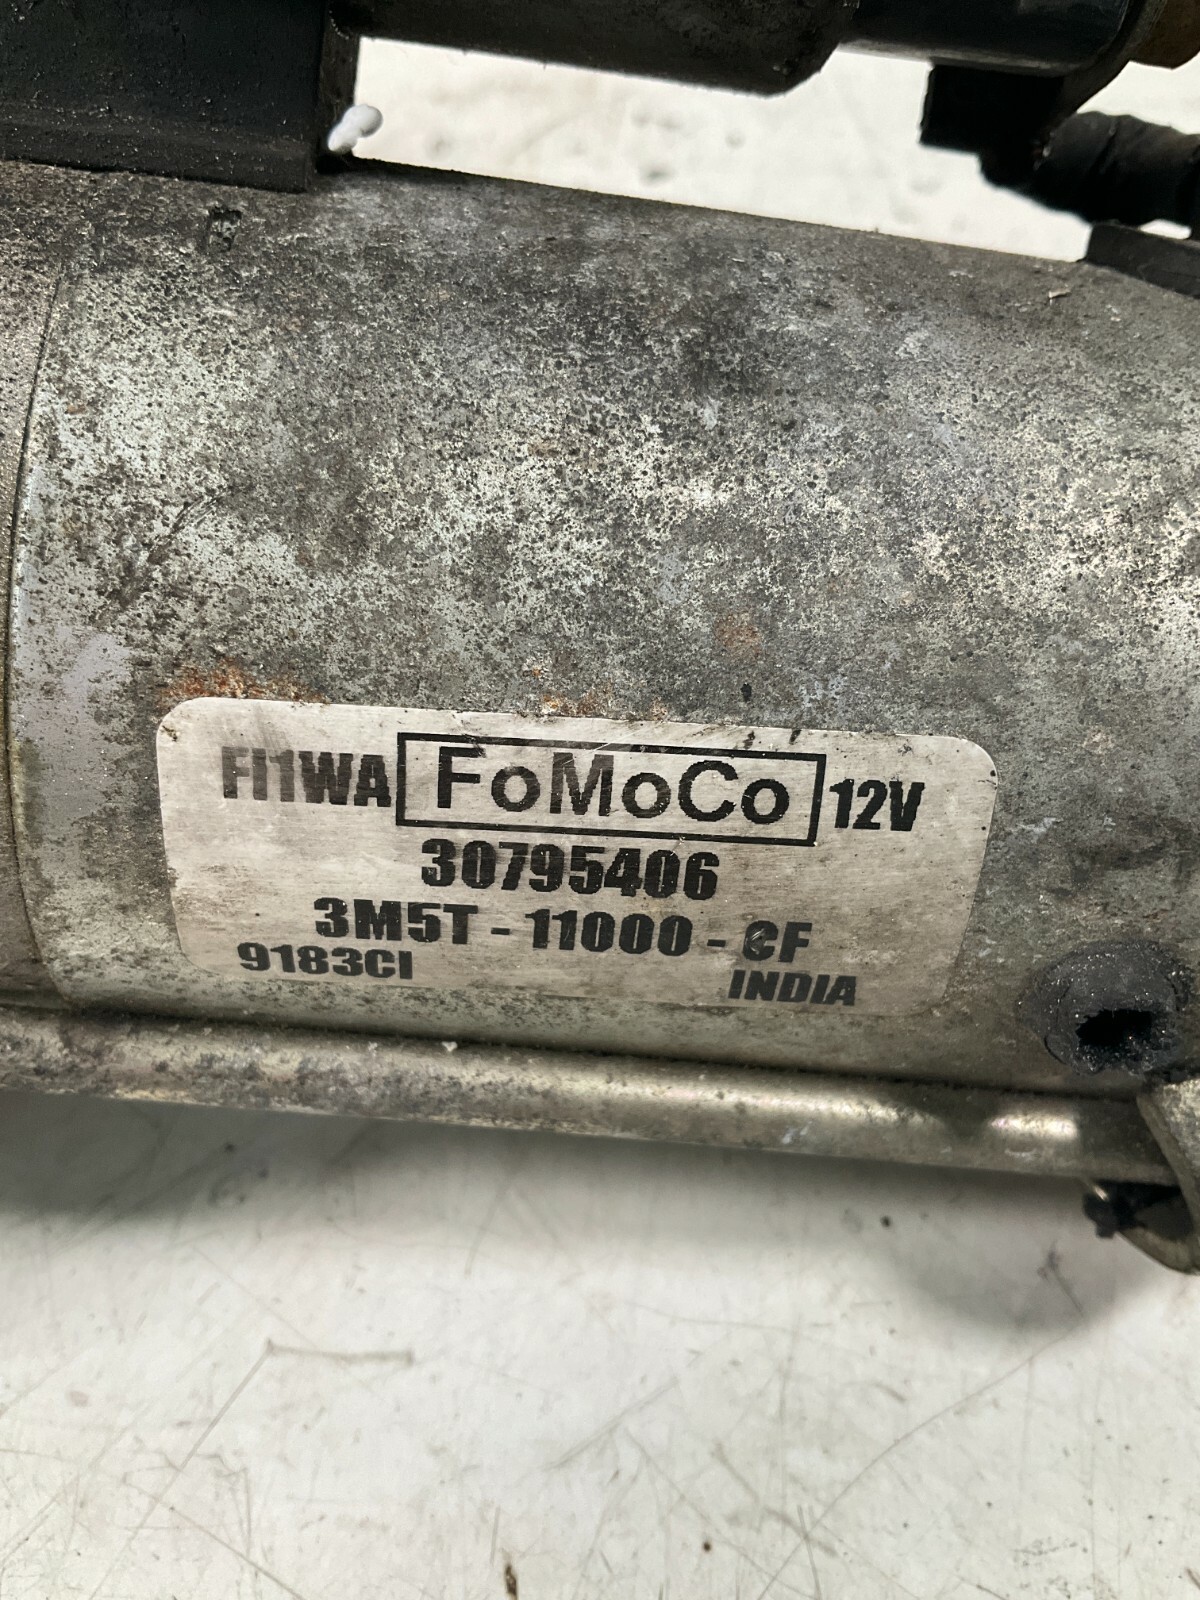 FI1WA FoMoCo 12V
30795406
3M5T - 11000 - CF
9183CI
INDIA